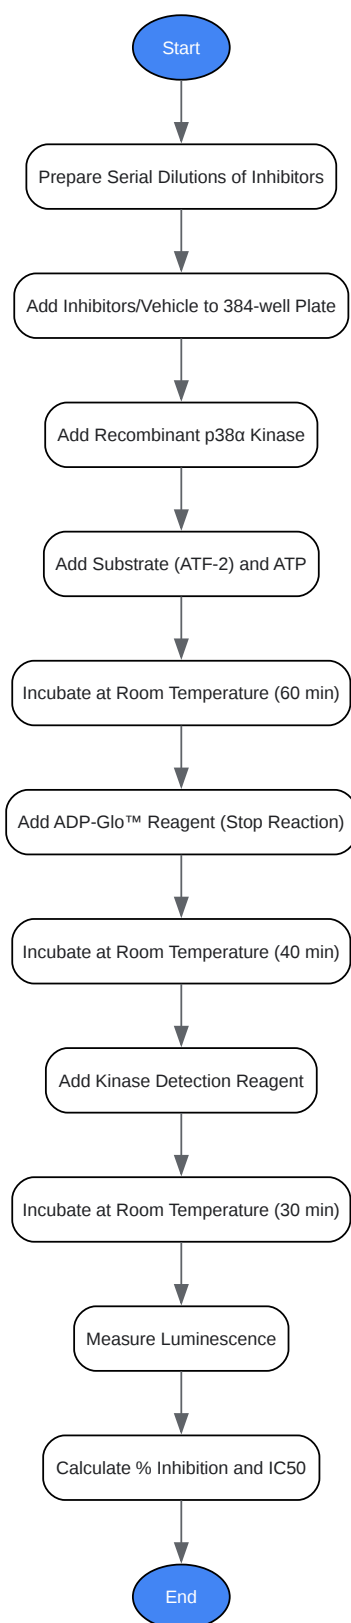 Start
Prepare Serial Dilutions of Inhibitors
Add Inhibitors/Vehicle to 384-well Plate
Add Recombinant p38α Kinase
Add Substrate (ATF-2) and ATP
Incubate at Room Temperature (60 min)
Add ADP-Glo™ Reagent (Stop Reaction)
Incubate at Room Temperature (40 min)
Add Kinase Detection Reagent
Incubate at Room Temperature (30 min)
Measure Luminescence
Calculate % Inhibition and IC50
End